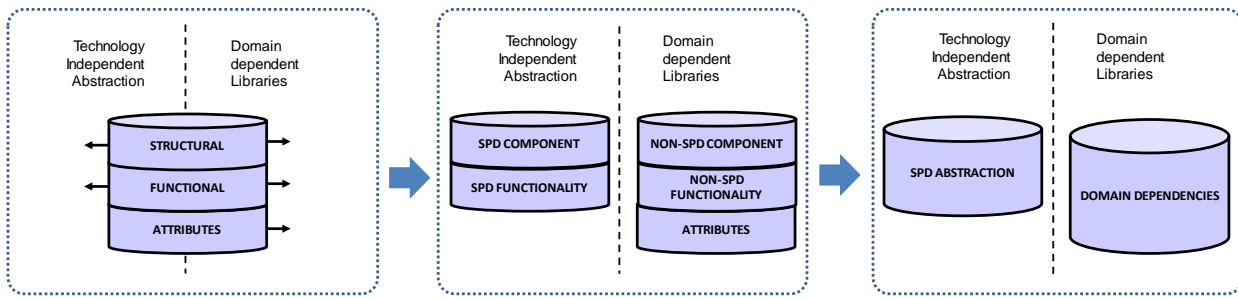 Technology
Independent
Abstraction
Domain
dependent
Libraries
STRUCTURAL
FUNCTIONAL
ATTRIBUTES
Technology
Independent
Abstraction
Domain
dependent
Libraries
SPD COMPONENT
SPD FUNCTIONALITY
NON-SPD COMPONENT
NON-SPD
FUNCTIONALITY
ATTRIBUTES
Technology
Independent
Abstraction
Domain
dependent
Libraries
SPD ABSTRACTION
DOMAIN DEPENDENCIES